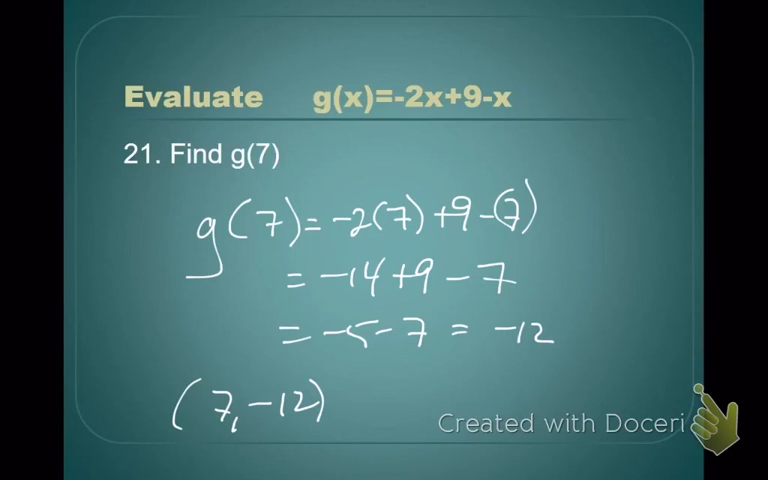 Evaluate g(x)=-2x+9-x
21. Find g(7)
g(7) = -2(7) +9 -(7)
= -14 +9 - 7
= -5 - 7 = -12
(7, -12)
Created with Doceri